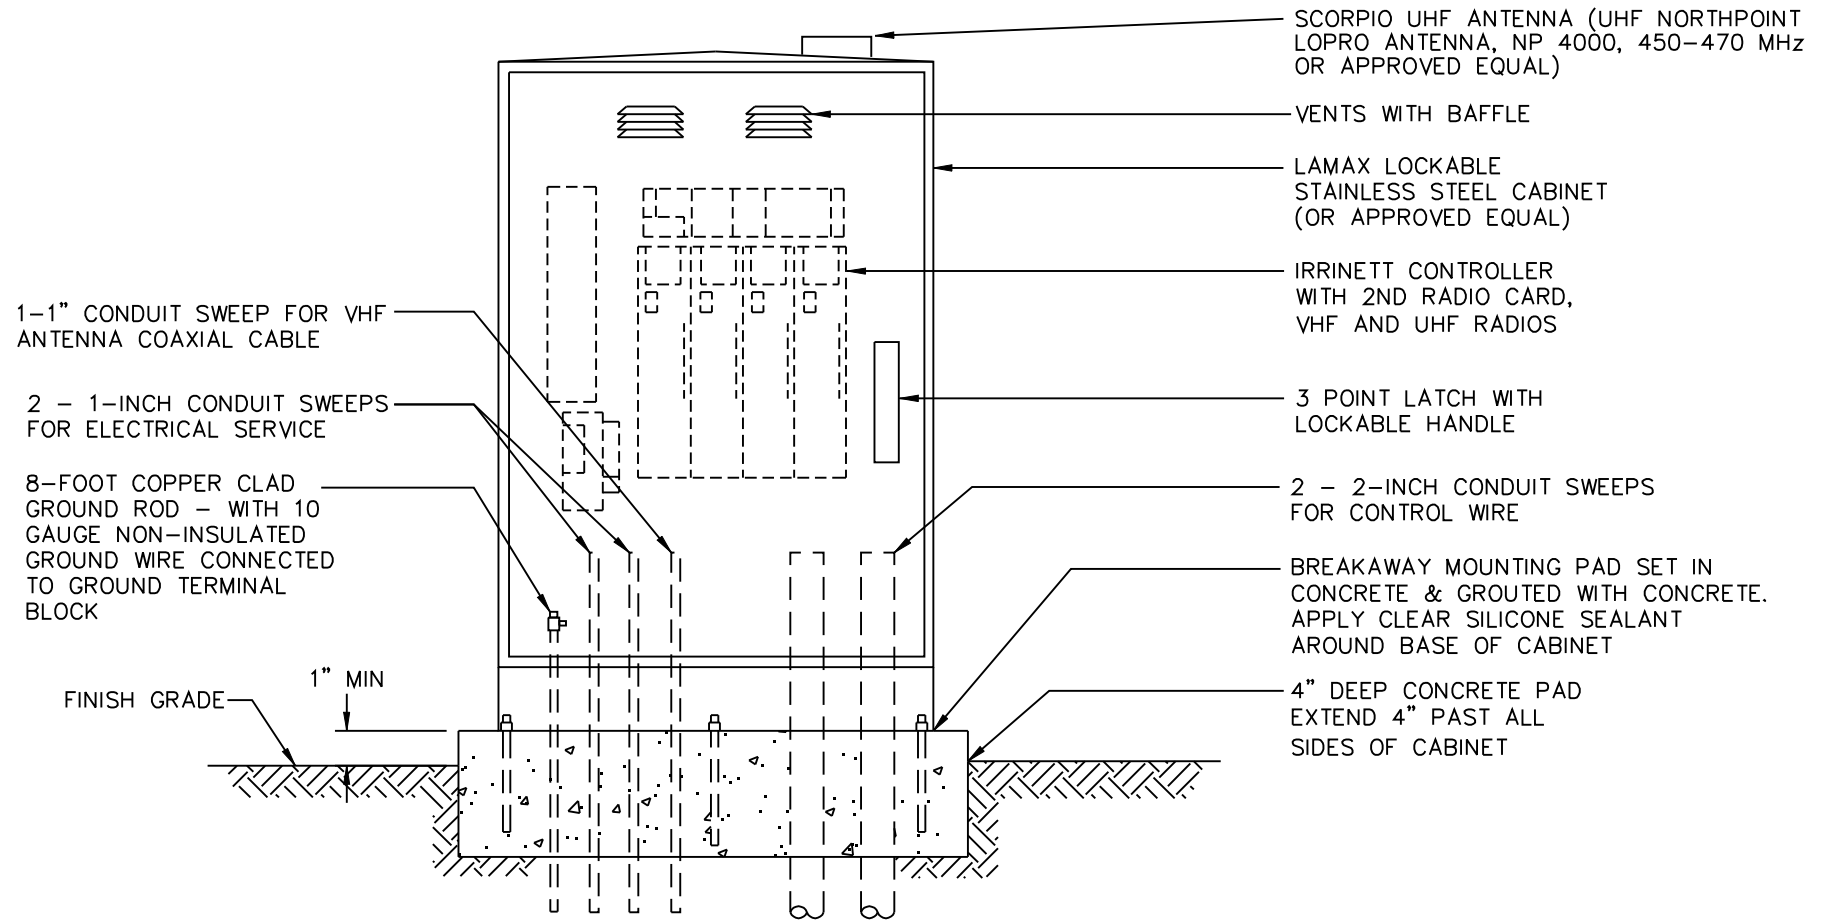 SCORPIO UHF ANTENNA (UHF NORTHPOINT
LOPRO ANTENNA, NP 4000, 450-470 MHz
OR APPROVED EQUAL)
VENTS WITH BAFFLE
LAMAX LOCKABLE
STAINLESS STEEL CABINET
(OR APPROVED EQUAL)
IRRINETT CONTROLLER
WITH 2ND RADIO CARD,
VHF AND UHF RADIOS
3 POINT LATCH WITH
LOCKABLE HANDLE
2 - 2-INCH CONDUIT SWEEPS
FOR CONTROL WIRE
BREAKAWAY MOUNTING PAD SET IN
CONCRETE & GROUTED WITH CONCRETE.
APPLY CLEAR SILICONE SEALANT
AROUND BASE OF CABINET
4" DEEP CONCRETE PAD
EXTEND 4" PAST ALL
SIDES OF CABINET
1-1" CONDUIT SWEEP FOR VHF
ANTENNA COAXIAL CABLE
2 - 1-INCH CONDUIT SWEEPS
FOR ELECTRICAL SERVICE
8-FOOT COPPER CLAD
GROUND ROD - WITH 10
GAUGE NON-INSULATED
GROUND WIRE CONNECTED
TO GROUND TERMINAL
BLOCK
1" MIN
FINISH GRADE